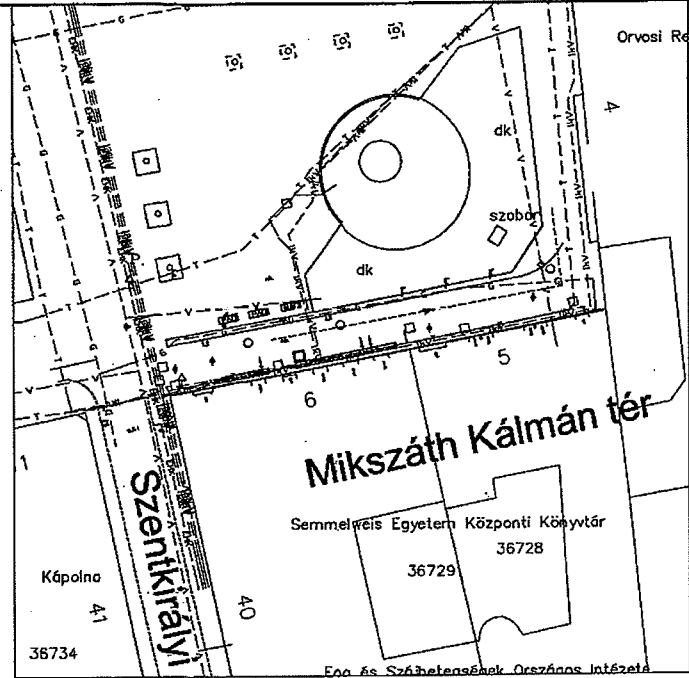 Orvosi Re
4
dk
szobor
dk
5
6
Mikszáth Kálmán tér
1
Szentkirályi
Semmelweis Egyetem Központi Könyvtár
36728
36729
Kápolna
41
40
36734
Fog és Szájbetegségek Országos Intézete